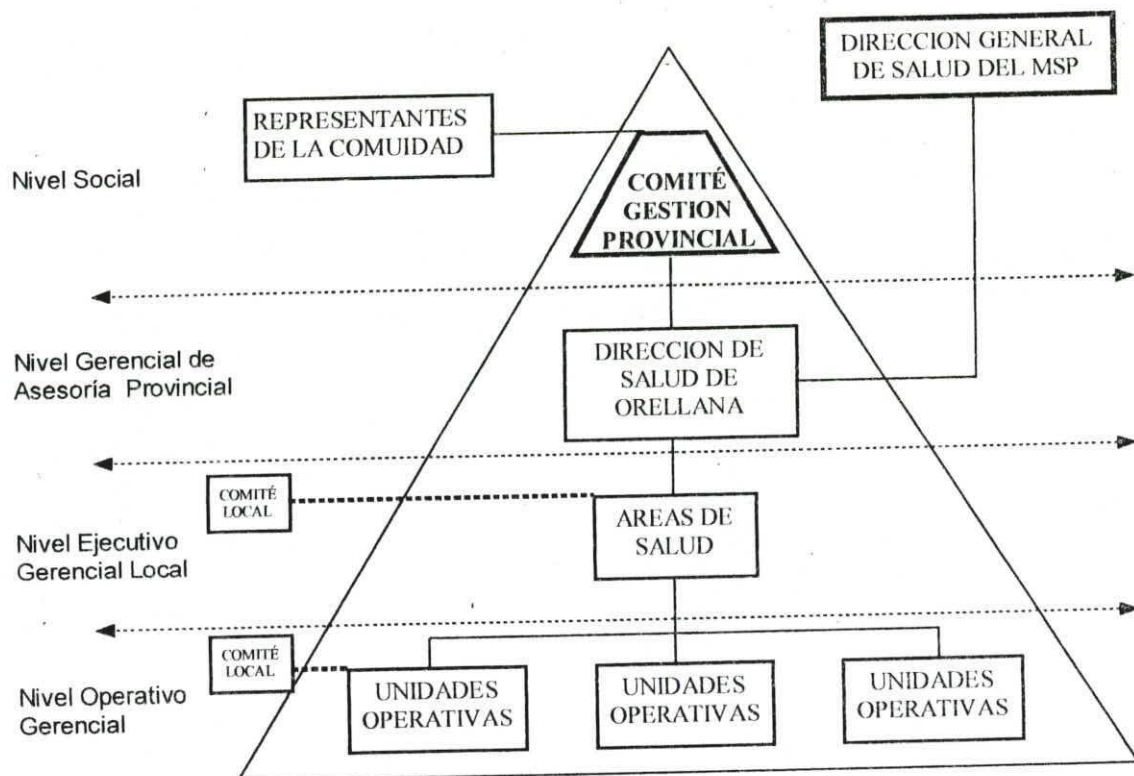 DIRECCION GENERAL
DE SALUD DEL MSP
REPRESENTANTES
DE LA COMUIDAD
Nivel Social
COMITÉ
GESTION
PROVINCIAL
Nivel Gerencial de
Asesoría Provincial
DIRECCION DE
SALUD DE
ORELLANA
COMITÉ
LOCAL
AREAS DE
SALUD
Nivel Ejecutivo
Gerencial Local
COMITÉ
LOCAL
Nivel Operativo
Gerencial
UNIDADES
OPERATIVAS
UNIDADES
OPERATIVAS
UNIDADES
OPERATIVAS